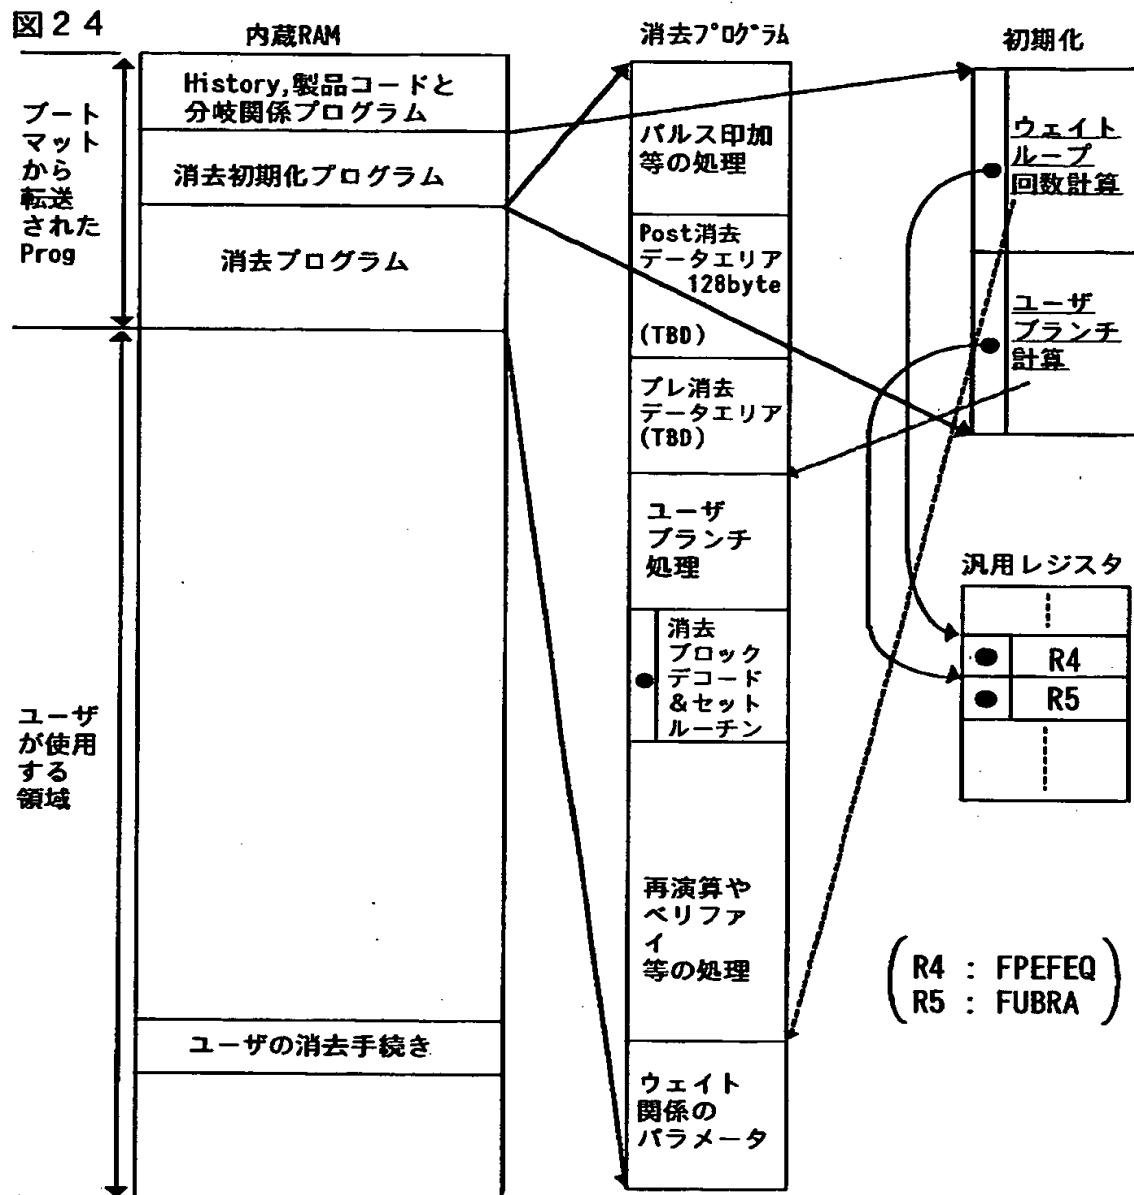 図24
内蔵RAM
消去プログラム
初期化
ブート
マット
から
転送
された
Prog
History,製品コードと
分岐関係プログラム
消去初期化プログラム
消去プログラム
ユーザ
が使用
する
領域
ユーザの消去手続き
パルス印加
等の処理
Post消去
データエリア
128byte
(TBD)
プレ消去
データエリア
(TBD)
ユーザ
ブランチ
処理
消去
ブロック
デコード
&セット
ルーチン
再演算や
ベリファ
イ
等の処理
ウェイト
関係の
パラメータ
ウェイト
ループ
回数計算
ユーザ
ブランチ
計算
汎用レジスタ
R4
R5
R4 : FPEFEQ
R5 : FUBRA